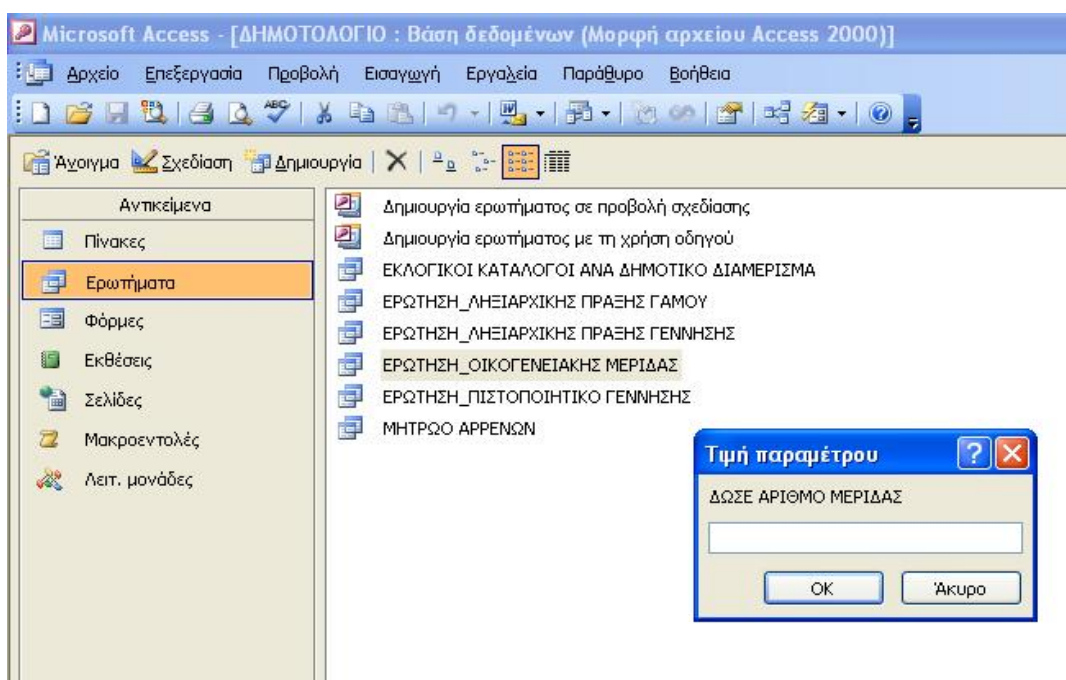 Microsoft Access - [ΔΗΜΟΤΟΛΟΓΙΟ : Βάση δεδομένων (Μορφή αρχείου Access 2000)]
Αρχείο Επεξεργασία Προβολή Εισαγωγή Εργαλεία Παράθυρο Βοήθεια
Άνοιγμα Σχεδίαση Δημιουργία
Αντικείμενα
Πίνακες
Ερωτήματα
Φόρμες
Εκθέσεις
Σελίδες
Μακροεντολές
Λειτ. μονάδες
Δημιουργία ερωτήματος σε προβολή σχεδίασης
Δημιουργία ερωτήματος με τη χρήση οδηγού
ΕΚΛΟΓΙΚΟΙ ΚΑΤΑΛΟΓΟΙ ΑΝΑ ΔΗΜΟΤΙΚΟ ΔΙΑΜΕΡΙΣΜΑ
ΕΡΩΤΗΣΗ_ΛΗΞΙΑΡΧΙΚΗΣ ΠΡΑΞΗΣ ΓΑΜΟΥ
ΕΡΩΤΗΣΗ_ΛΗΞΙΑΡΧΙΚΗΣ ΠΡΑΞΗΣ ΓΕΝΝΗΣΗΣ
ΕΡΩΤΗΣΗ_ΟΙΚΟΓΕΝΕΙΑΚΗΣ ΜΕΡΙΔΑΣ
ΕΡΩΤΗΣΗ_ΠΙΣΤΟΠΟΙΗΤΙΚΟ ΓΕΝΝΗΣΗΣ
ΜΗΤΡΩΟ ΑΡΡΕΝΩΝ
Τιμή παραμέτρου
ΔΩΣΕ ΑΡΙΘΜΟ ΜΕΡΙΔΑΣ
OK Άκυρο